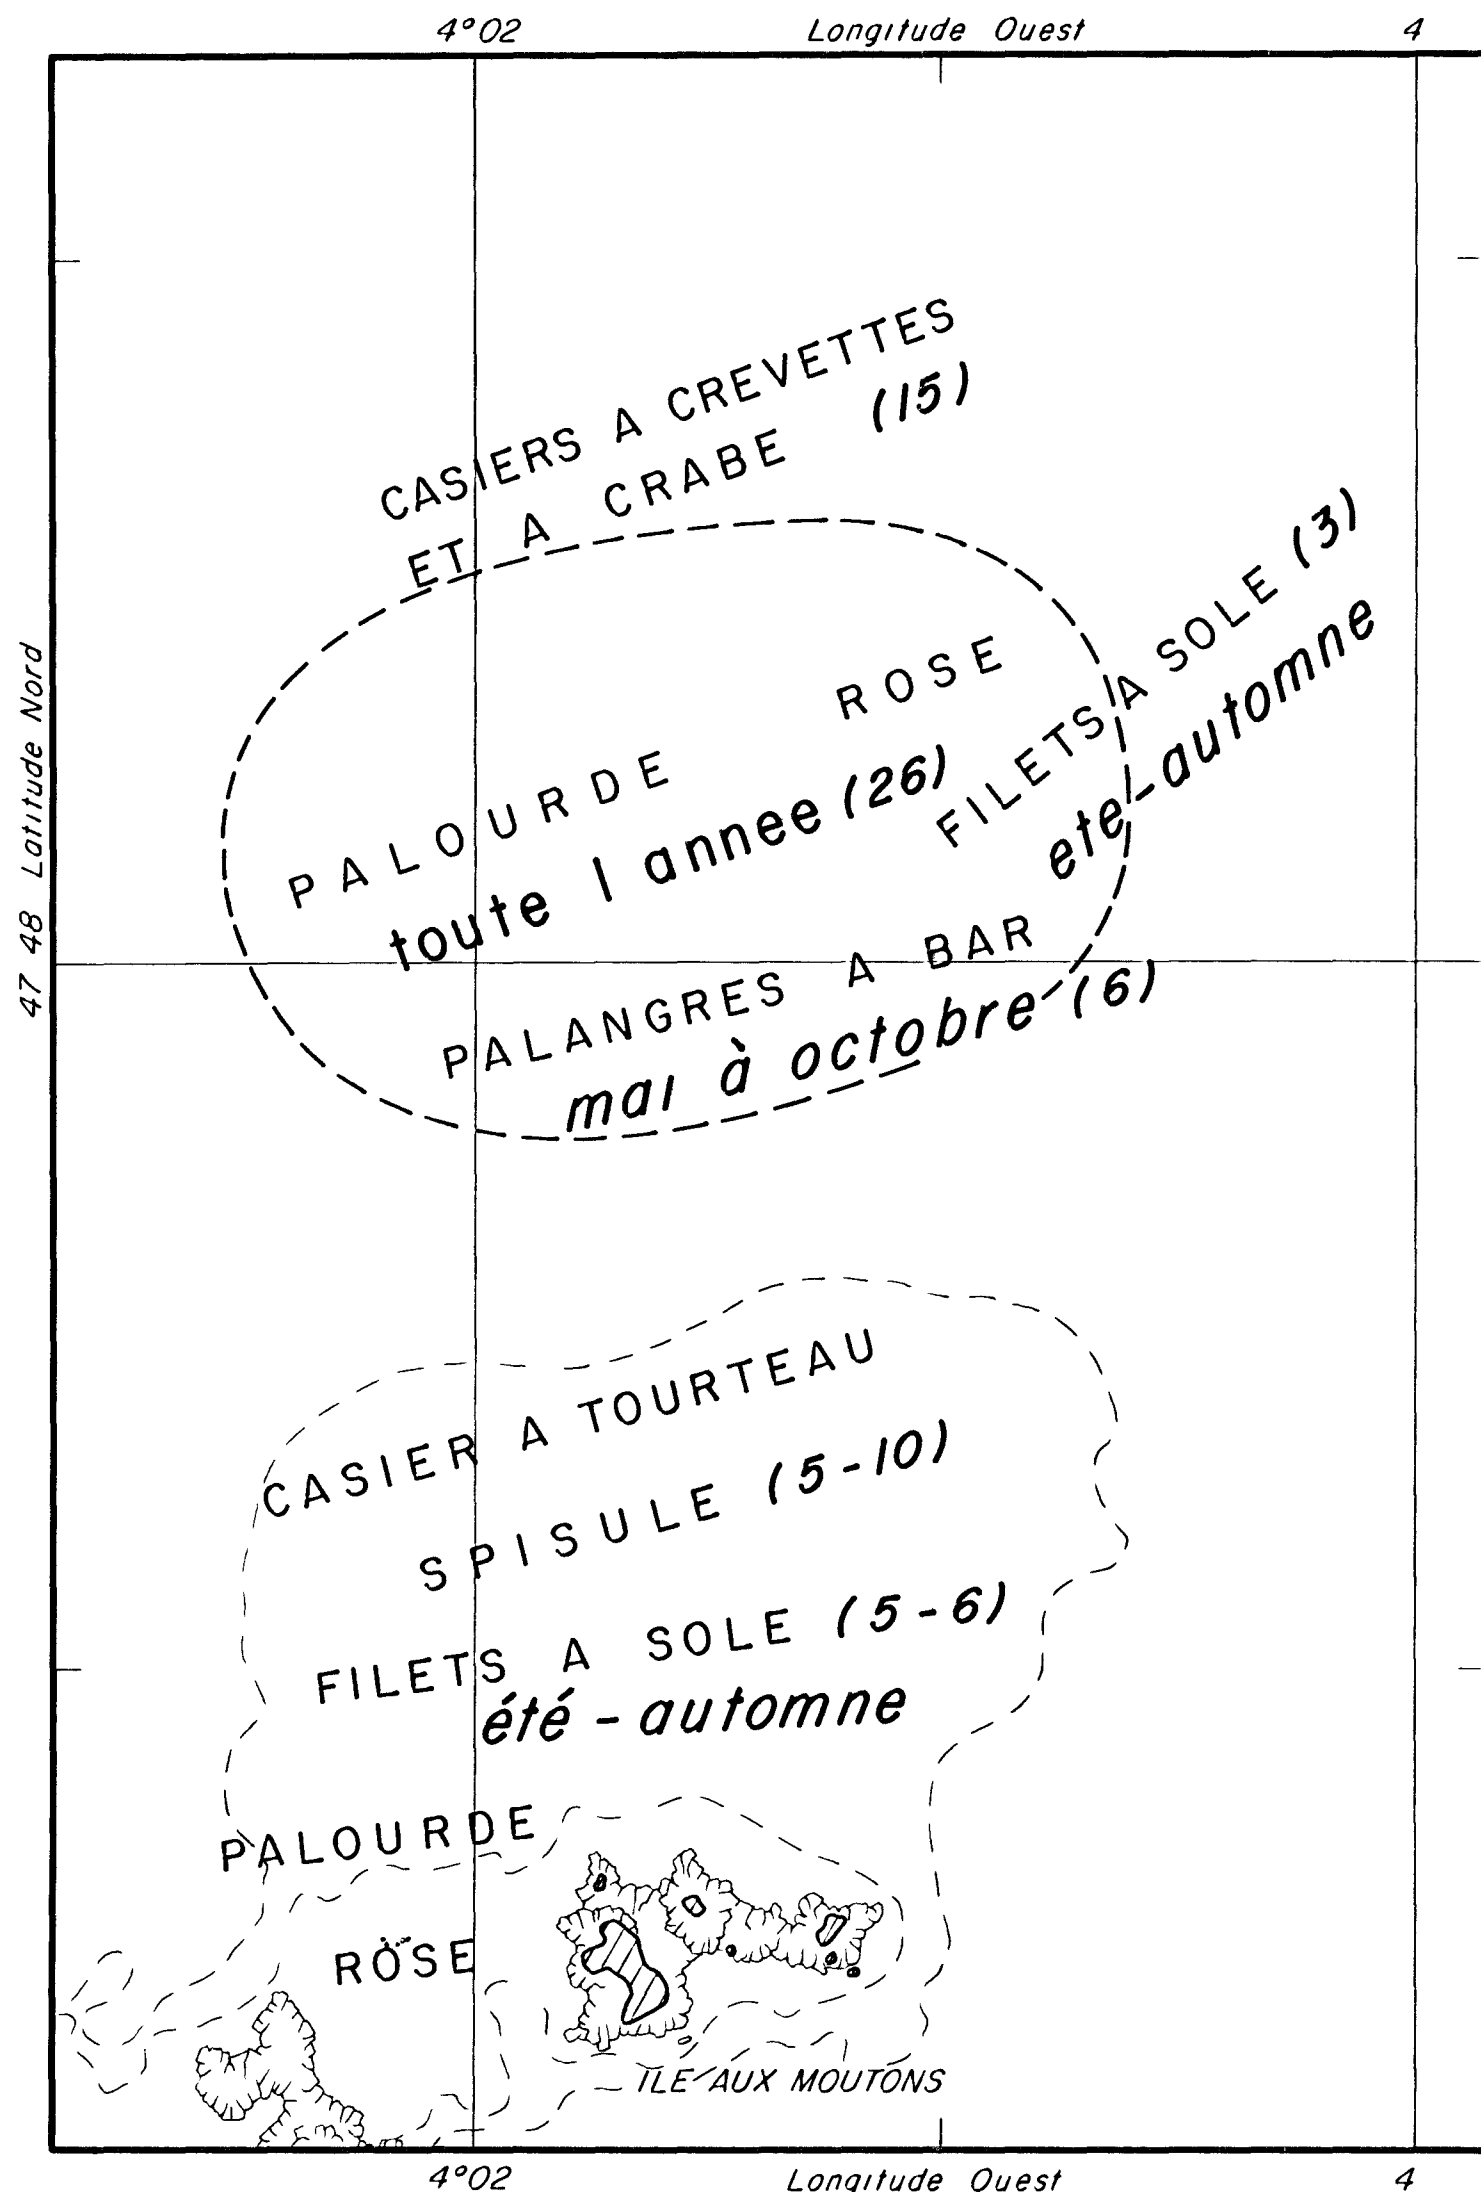 4°02 Longitude Ouest 4
CASIERS A CREVETTES
ET A CRABE (15)
FILETS A SOLE (3)
ete-automne
PALOURDE ROSE
toute l annee (26)
47 48 Latitude Nord
PALANGRES A BAR
mai à octobre (6)
CASIER A TOURTEAU
SPISULE (5-10)
FILETS A SOLE (5-6)
été - automne
PALOURDE
ROSE
ILE AUX MOUTONS
4°02 Longitude Ouest 4